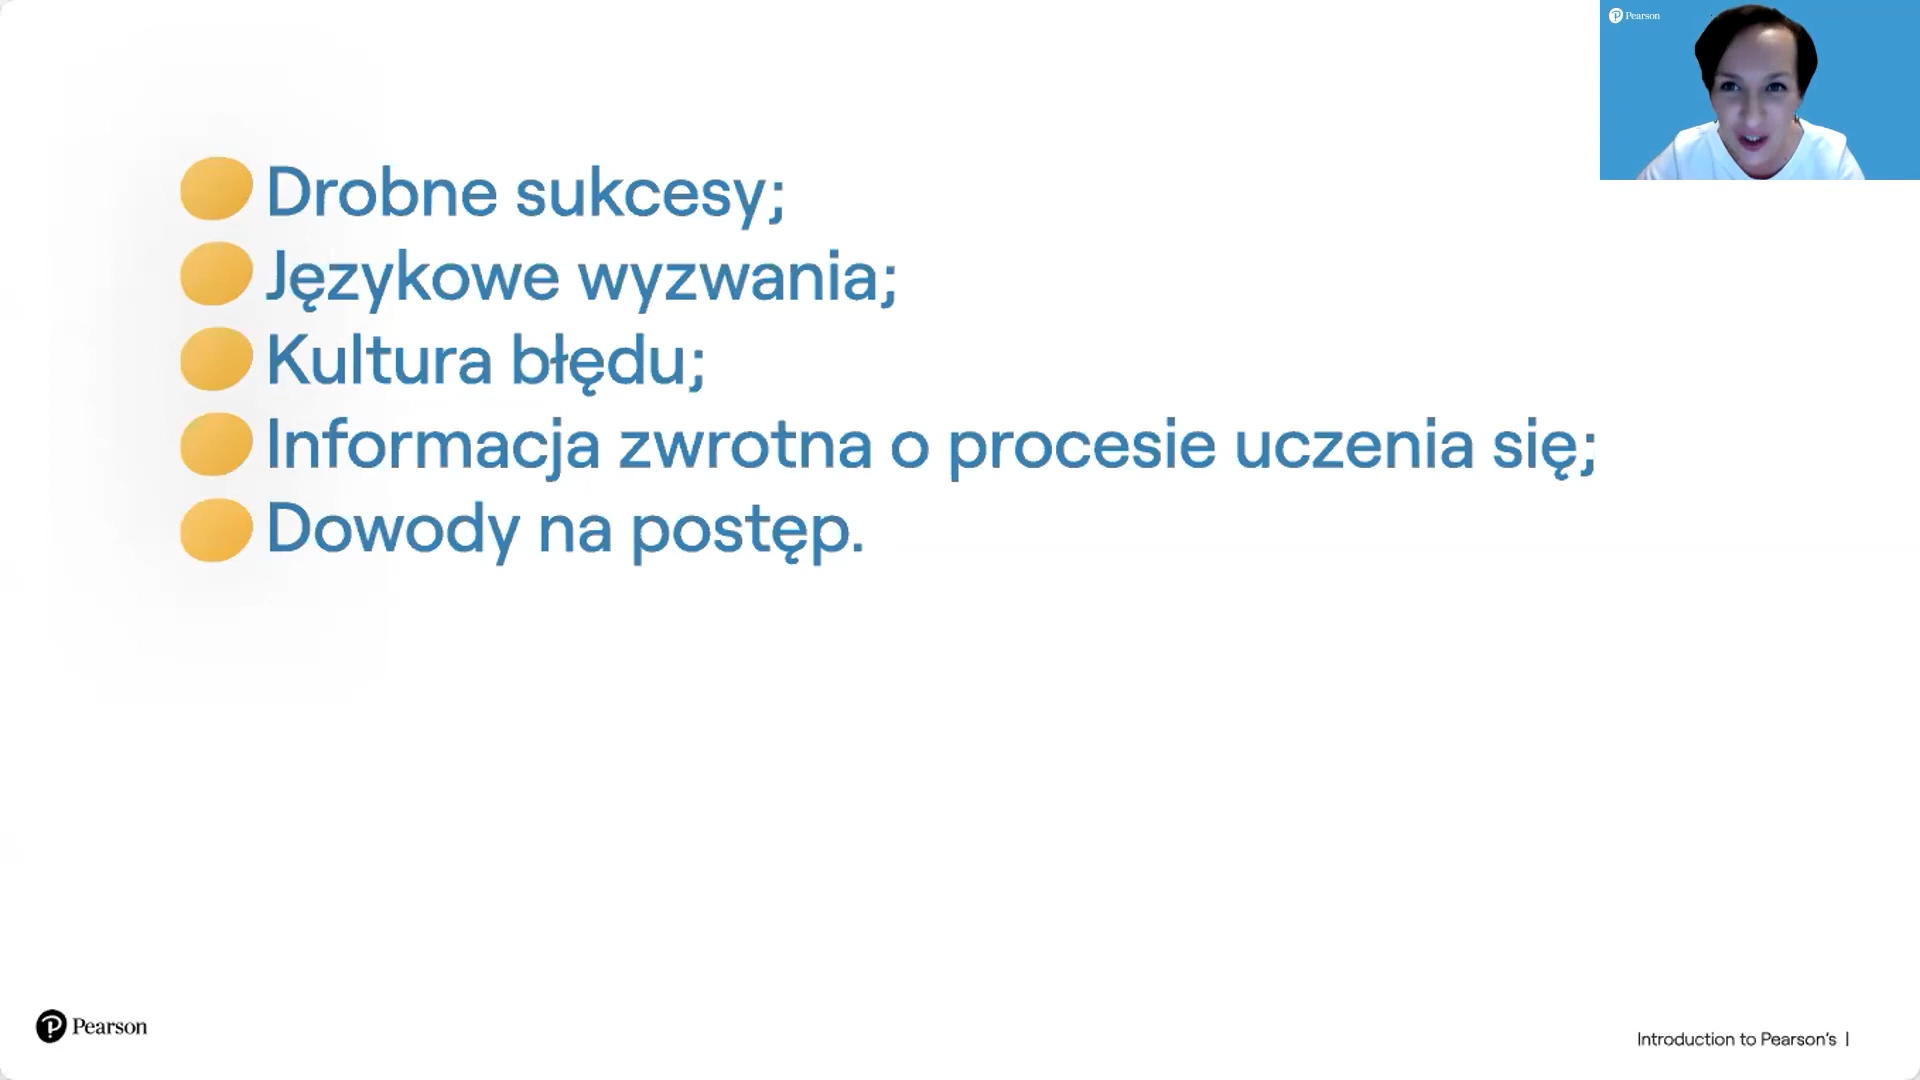 Pearson
Drobne sukcesy;
Językowe wyzwania;
Kultura błędu;
Informacja zwrotna o procesie uczenia się;
Dowody na postęp.
Pearson
Introduction to Pearson's |